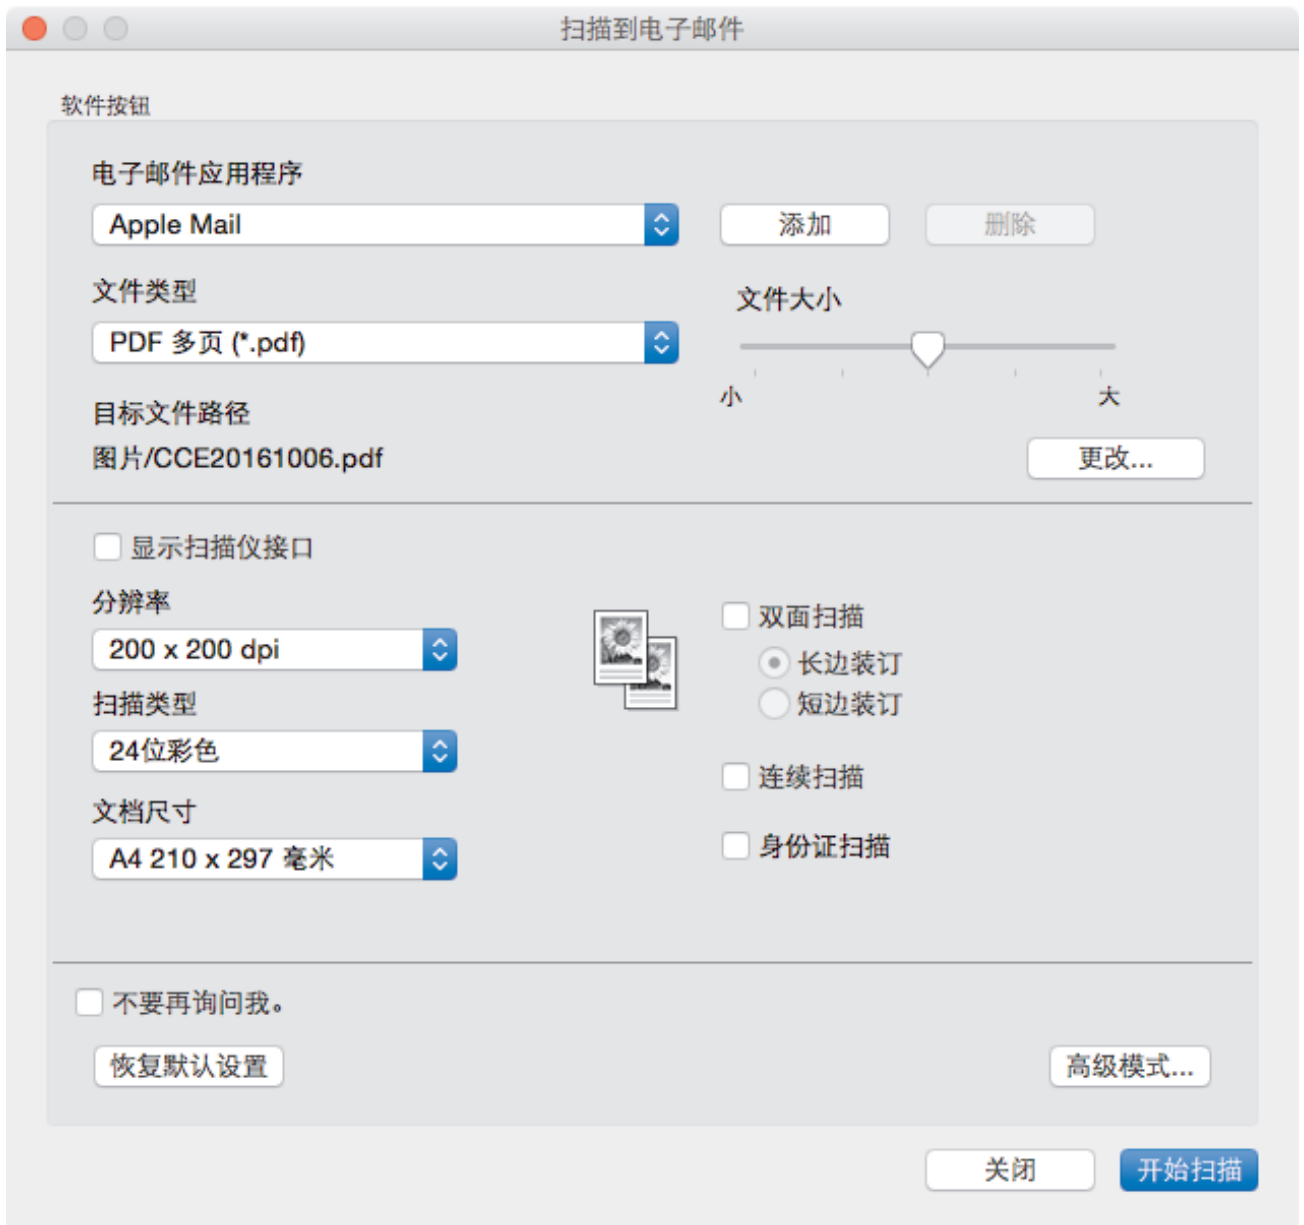 扫描到电子邮件
软件按钮
电子邮件应用程序
Apple Mail
添加
删除
文件类型
文件大小
PDF 多页 (*.pdf)
小
大
目标文件路径
图片/CCE20161006.pdf
更改...
显示扫描仪接口
分辨率
双面扫描
200 x 200 dpi
长边装订
扫描类型
短边装订
24位彩色
连续扫描
文档尺寸
身份证扫描
A4 210 x 297 毫米
不要再询问我。
恢复默认设置
高级模式...
关闭
开始扫描